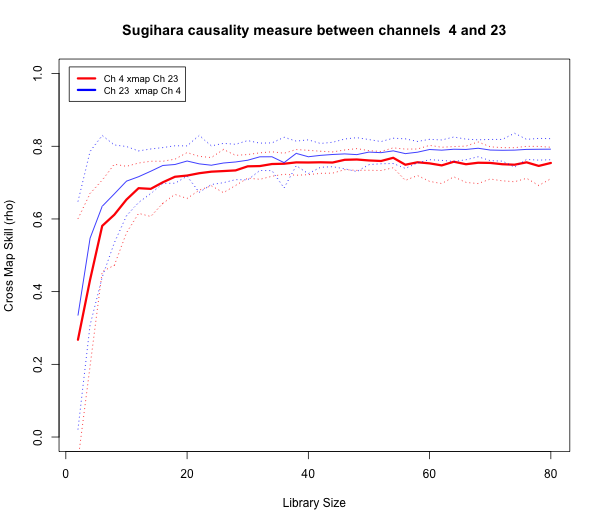 Sugihara causality measure between channels  4 and 23
Ch 4 xmap Ch 23
Ch 23  xmap Ch 4
1.0
0.8
0.6
0.4
0.2
0.0
Cross Map Skill (rho)
0
20
40
60
80
Library Size